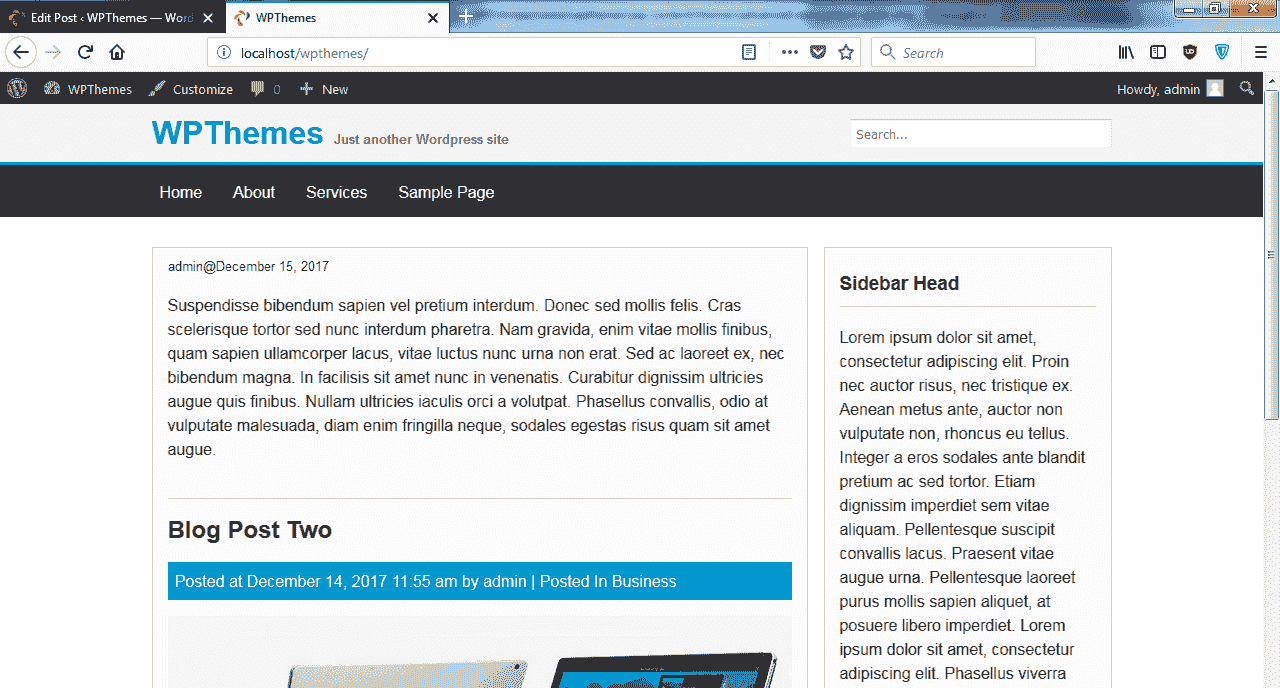 Edit Post ‹ WPThemes — Word
WPThemes
localhost/wpthemes/
Search
WPThemes
Customize
0
New
Howdy, admin
WPThemes Just another Wordpress site
Search...
Home
About
Services
Sample Page
admin@December 15, 2017
Suspendisse bibendum sapien vel pretium interdum. Donec sed mollis felis. Cras
scelerisque tortor sed nunc interdum pharetra. Nam gravida, enim vitae mollis finibus,
quam sapien ullamcorper lacus, vitae luctus nunc urna non erat. Sed ac laoreet ex, nec
bibendum magna. In facilisis sit amet nunc in venenatis. Curabitur dignissim ultricies
augue quis finibus. Nullam ultricies iaculis orci a volutpat. Phasellus convallis, odio at
vulputate malesuada, diam enim fringilla neque, sodales egestas risus quam sit amet
augue.
Blog Post Two
Posted at December 14, 2017 11:55 am by admin | Posted In Business
Sidebar Head
Lorem ipsum dolor sit amet,
consectetur adipiscing elit. Proin
nec auctor risus, nec tristique ex.
Aenean metus ante, auctor non
vulputate non, rhoncus eu tellus.
Integer a eros sodales ante blandit
pretium ac sed tortor. Etiam
dignissim imperdiet sem vitae
aliquam. Pellentesque suscipit
convallis lacus. Praesent vitae
augue urna. Pellentesque laoreet
purus mollis sapien aliquet, at
posuere libero imperdiet. Lorem
ipsum dolor sit amet, consectetur
adipiscing elit. Phasellus viverra